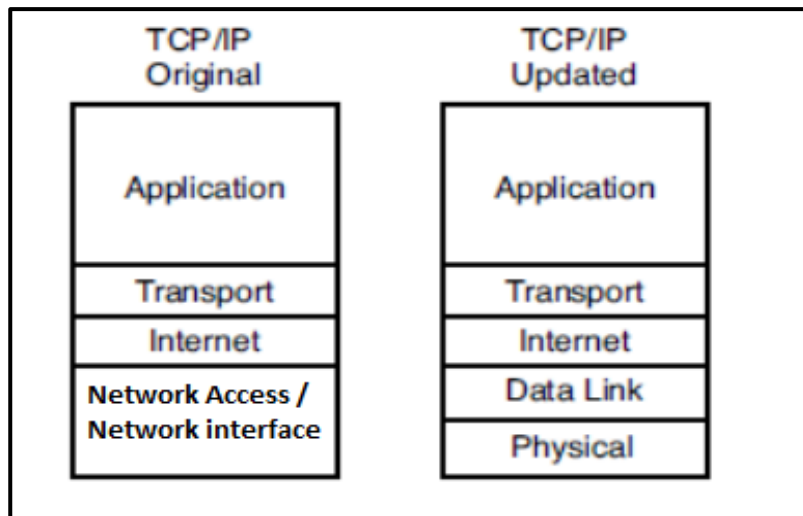 TCP/IP
Original
Application
Transport
Internet
Network Access /
Network interface
TCP/IP
Updated
Application
Transport
Internet
Data Link
Physical